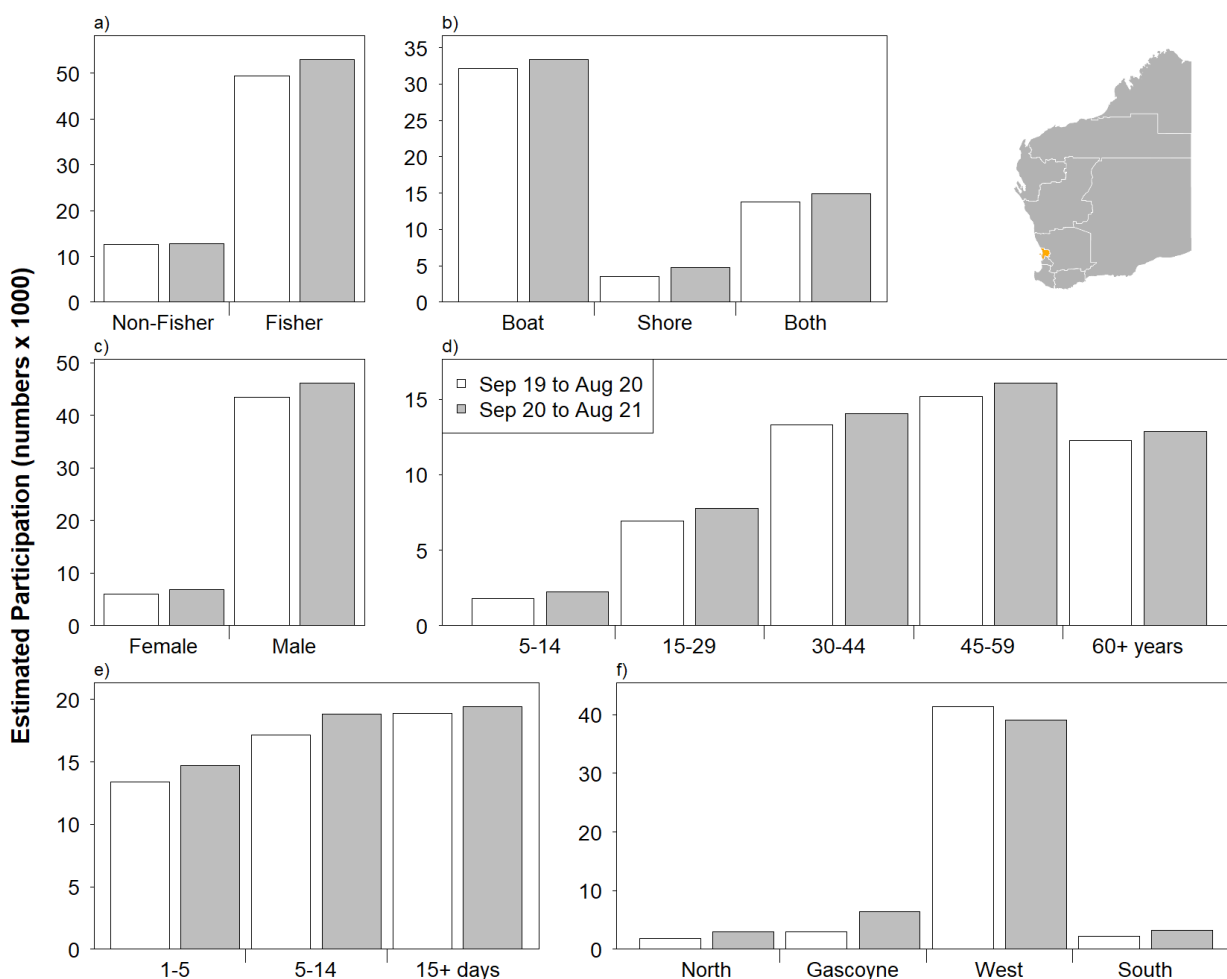 a)
50
40
30
20
10
0
Non-Fisher Fisher
b)
35
30
25
20
15
10
5
0
Boat Shore Both
Estimated Participation (numbers x 1000)
c)
50
40
30
20
10
0
Female Male
d)
Sep 19 to Aug 20
Sep 20 to Aug 21
15
10
5
0
5-14 15-29 30-44 45-59 60+ years
e)
20
15
10
5
0
1-5 5-14 15+ days
f)
40
30
20
10
0
North Gascoyne West South